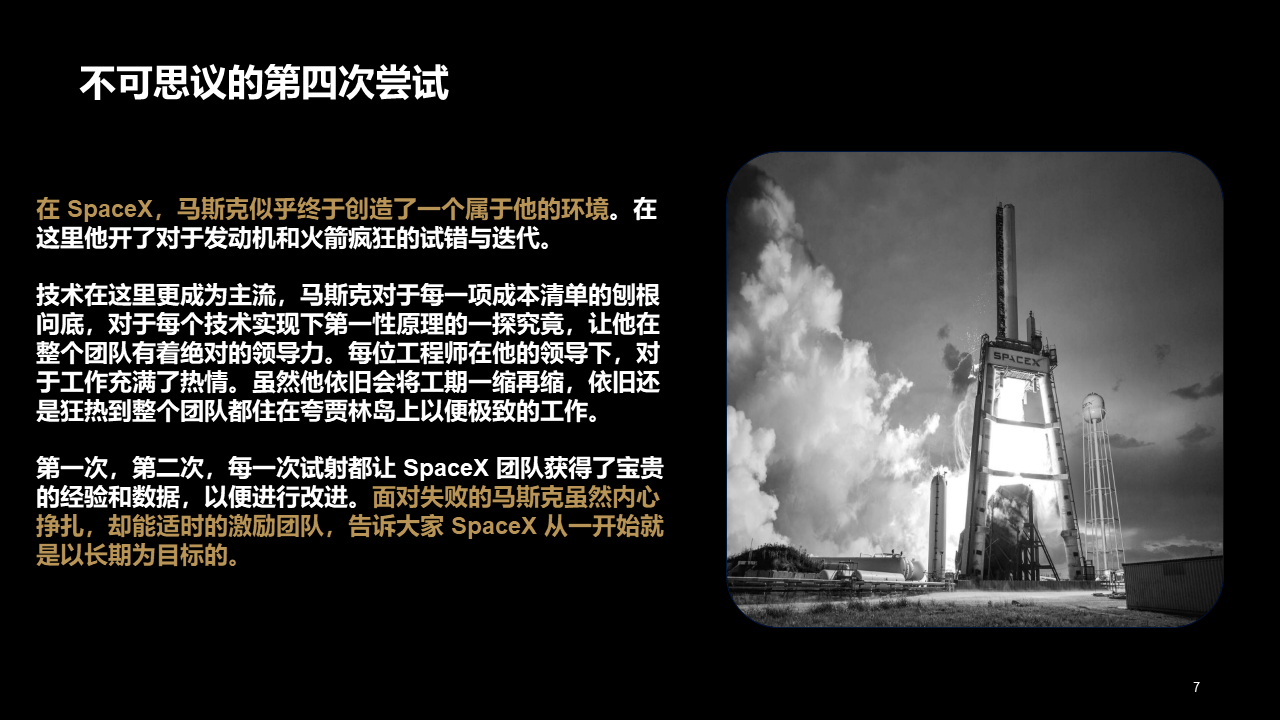 不可思议的第四次尝试
在 SpaceX，马斯克似乎终于创造了一个属于他的环境。在
这里他开了对于发动机和火箭疯狂的试错与迭代。
技术在这里更成为主流，马斯克对于每一项成本清单的刨根
问底，对于每个技术实现下第一性原理的一探究竟，让他在
整个团队有着绝对的领导力。每位工程师在他的领导下，对
于工作充满了热情。虽然他依旧会将工期一缩再缩，依旧还
是狂热到整个团队都住在夸贾林岛上以便极致的工作。
第一次，第二次，每一次试射都让 SpaceX 团队获得了宝贵
的经验和数据，以便进行改进。面对失败的马斯克虽然内心
挣扎，却能适时的激励团队，告诉大家 SpaceX 从一开始就
是以长期为目标的。
SPACEX
7